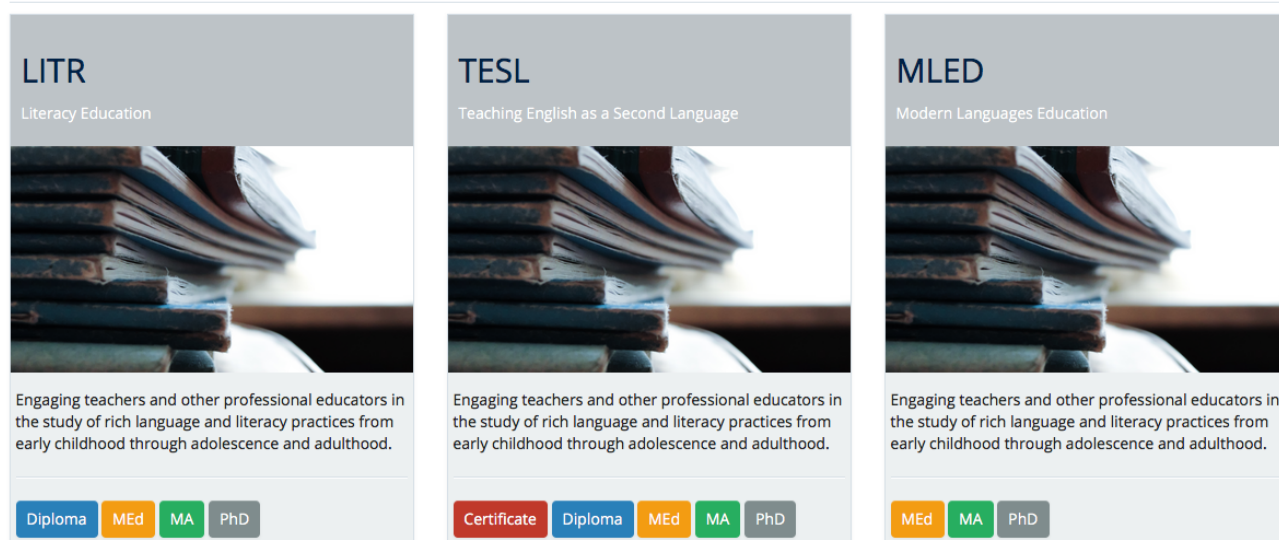 LITR
Literacy Education
Engaging teachers and other professional educators in
the study of rich language and literacy practices from
early childhood through adolescence and adulthood.
Diploma MEd MA PhD
TESL
Teaching English as a Second Language
Engaging teachers and other professional educators in
the study of rich language and literacy practices from
early childhood through adolescence and adulthood.
Certificate Diploma MEd MA PhD
MLED
Modern Languages Education
Engaging teachers and other professional educators in
the study of rich language and literacy practices from
early childhood through adolescence and adulthood.
MEd MA PhD